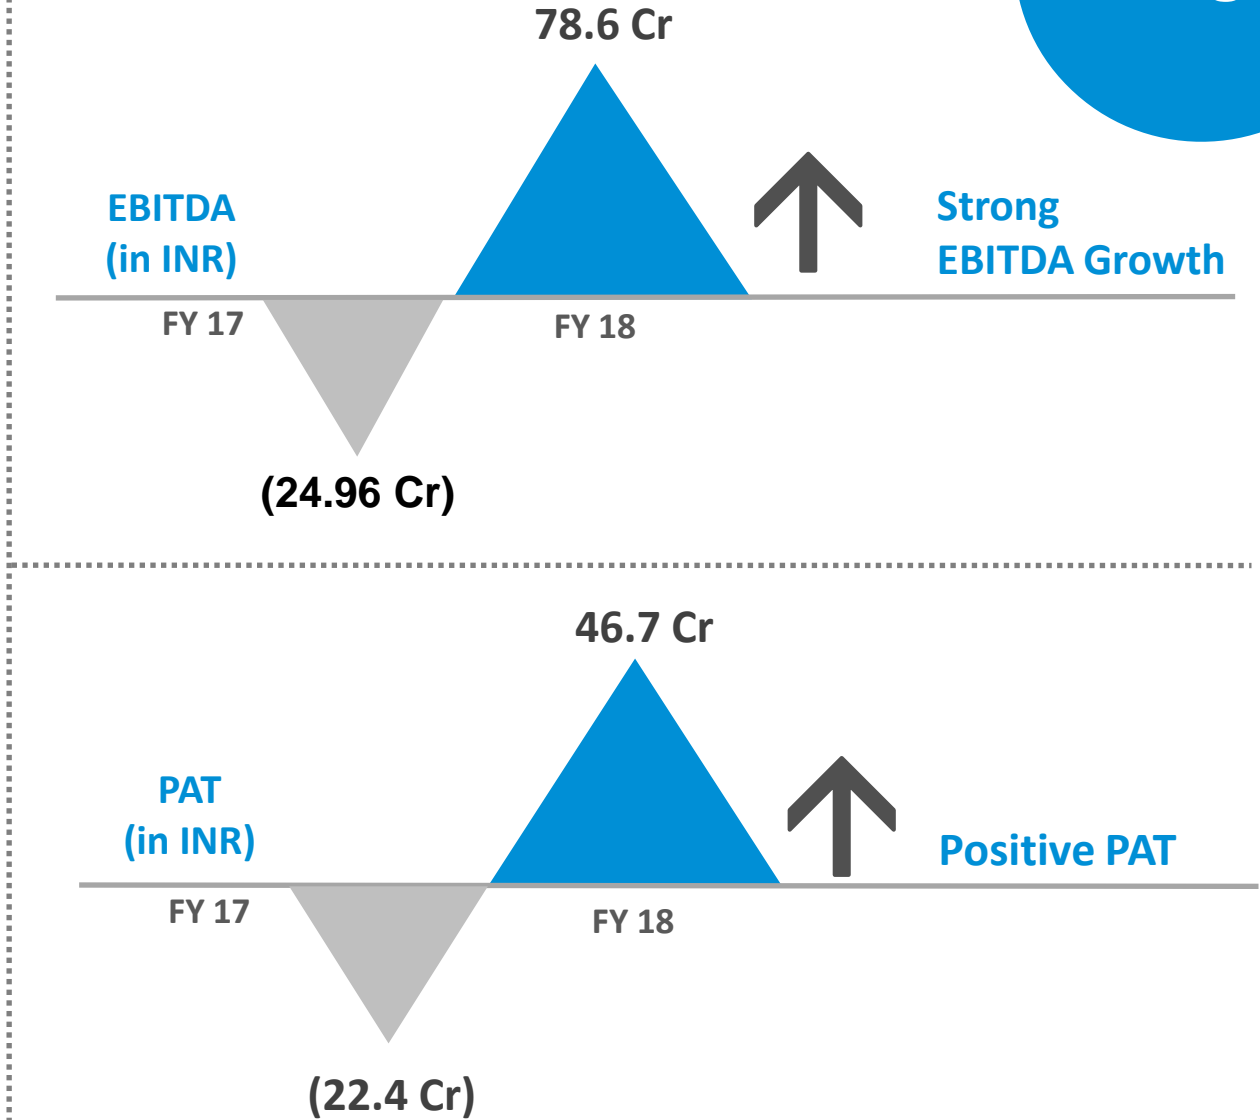 78.6 Cr
EBITDA
(in INR)
Strong
EBITDA Growth
FY 17
FY 18
(24.96 Cr)
46.7 Cr
PAT
(in INR)
Positive PAT
FY 17
FY 18
(22.4 Cr)